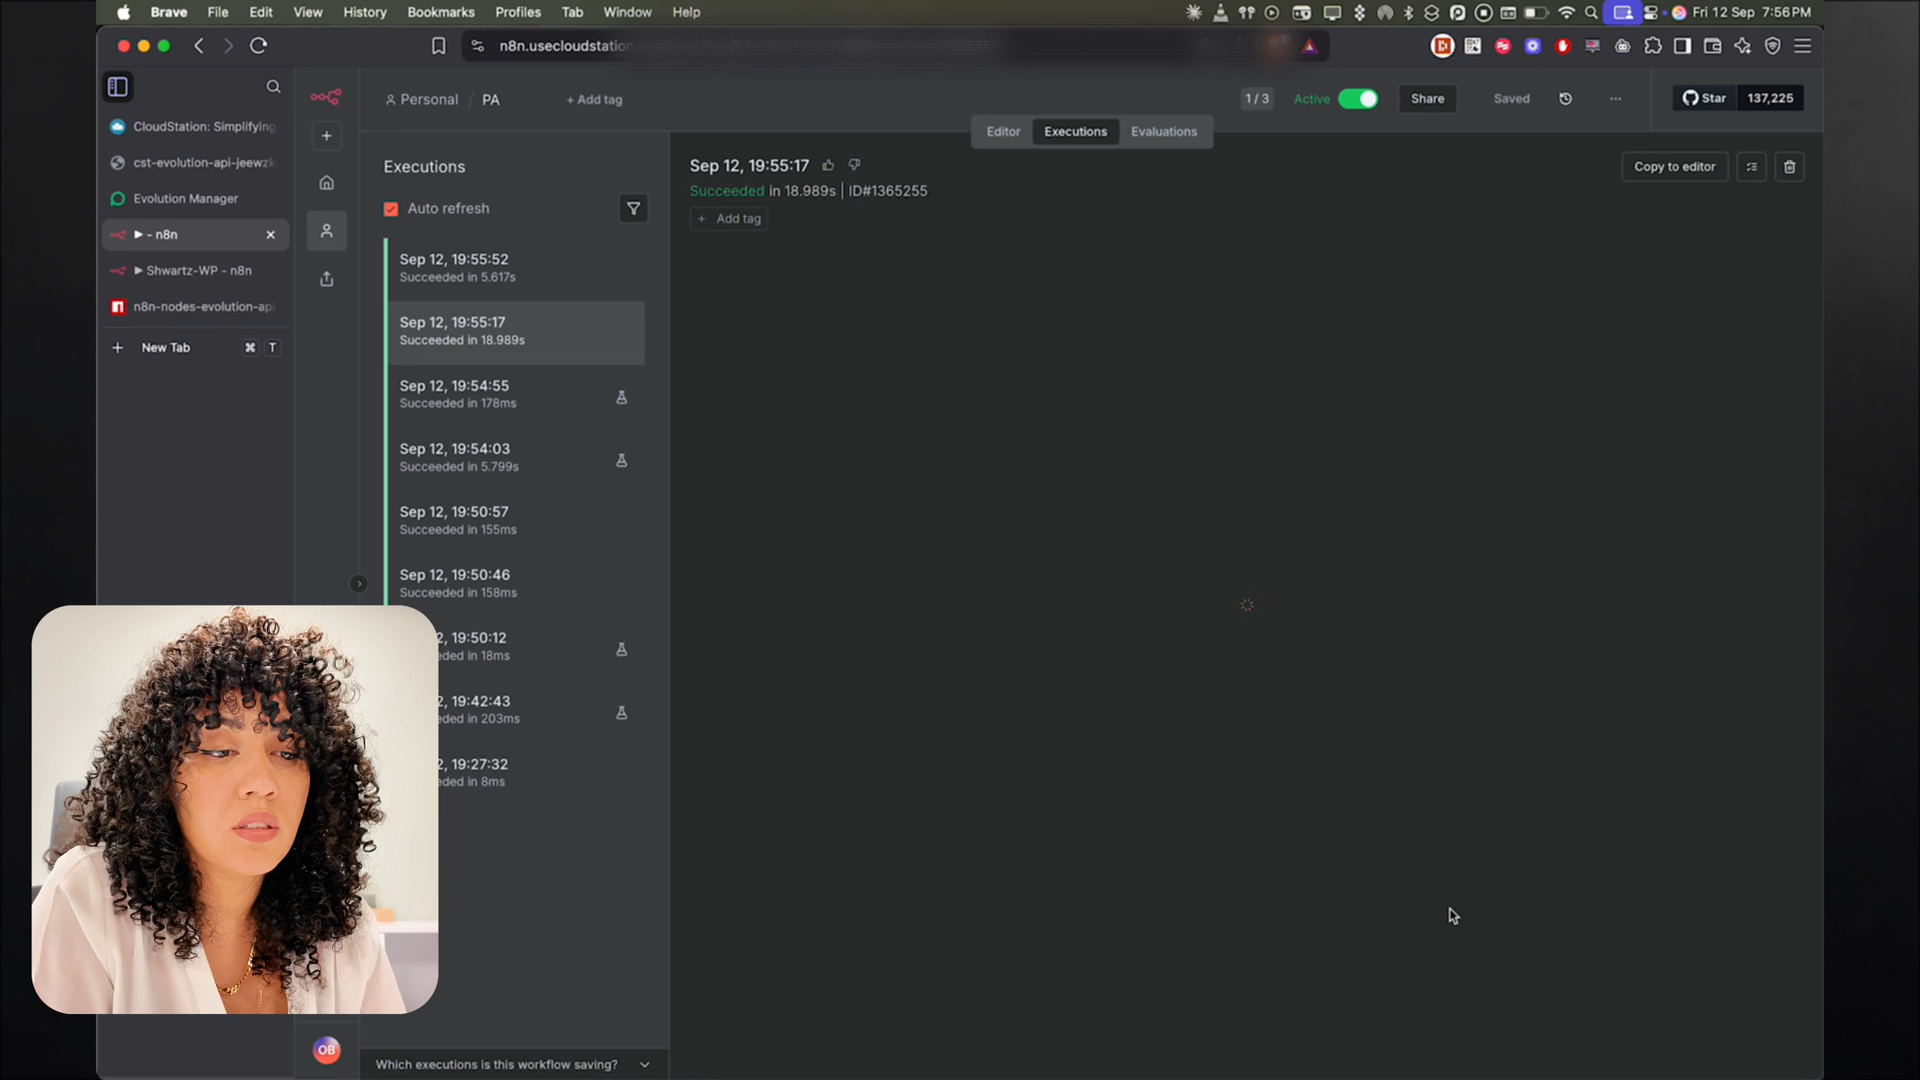 Brave File Edit View History Bookmarks Profiles Tab Window Help
Fri 12 Sep 7:56PM
n8n.usecloudstation
CloudStation: Simplifying
cst-evolution-api-jeewzk
Evolution Manager
▶ - n8n
▶ Shwartz-WP - n8n
n8n-nodes-evolution-api
+ New Tab ⌘ T
Personal / PA
+ Add tag
1 / 3
Active
Share
Saved
Star 137,225
Editor
Executions
Evaluations
Executions
Auto refresh
Sep 12, 19:55:52
Succeeded in 5.617s
Sep 12, 19:55:17
Succeeded in 18.989s
Sep 12, 19:54:55
Succeeded in 178ms
Sep 12, 19:54:03
Succeeded in 5.799s
Sep 12, 19:50:57
Succeeded in 155ms
Sep 12, 19:50:46
Succeeded in 158ms
2, 19:50:12
eded in 18ms
2, 19:42:43
eded in 203ms
2, 19:27:32
eded in 8ms
Which executions is this workflow saving?
OB
Sep 12, 19:55:17
Succeeded in 18.989s | ID#1365255
+ Add tag
Copy to editor